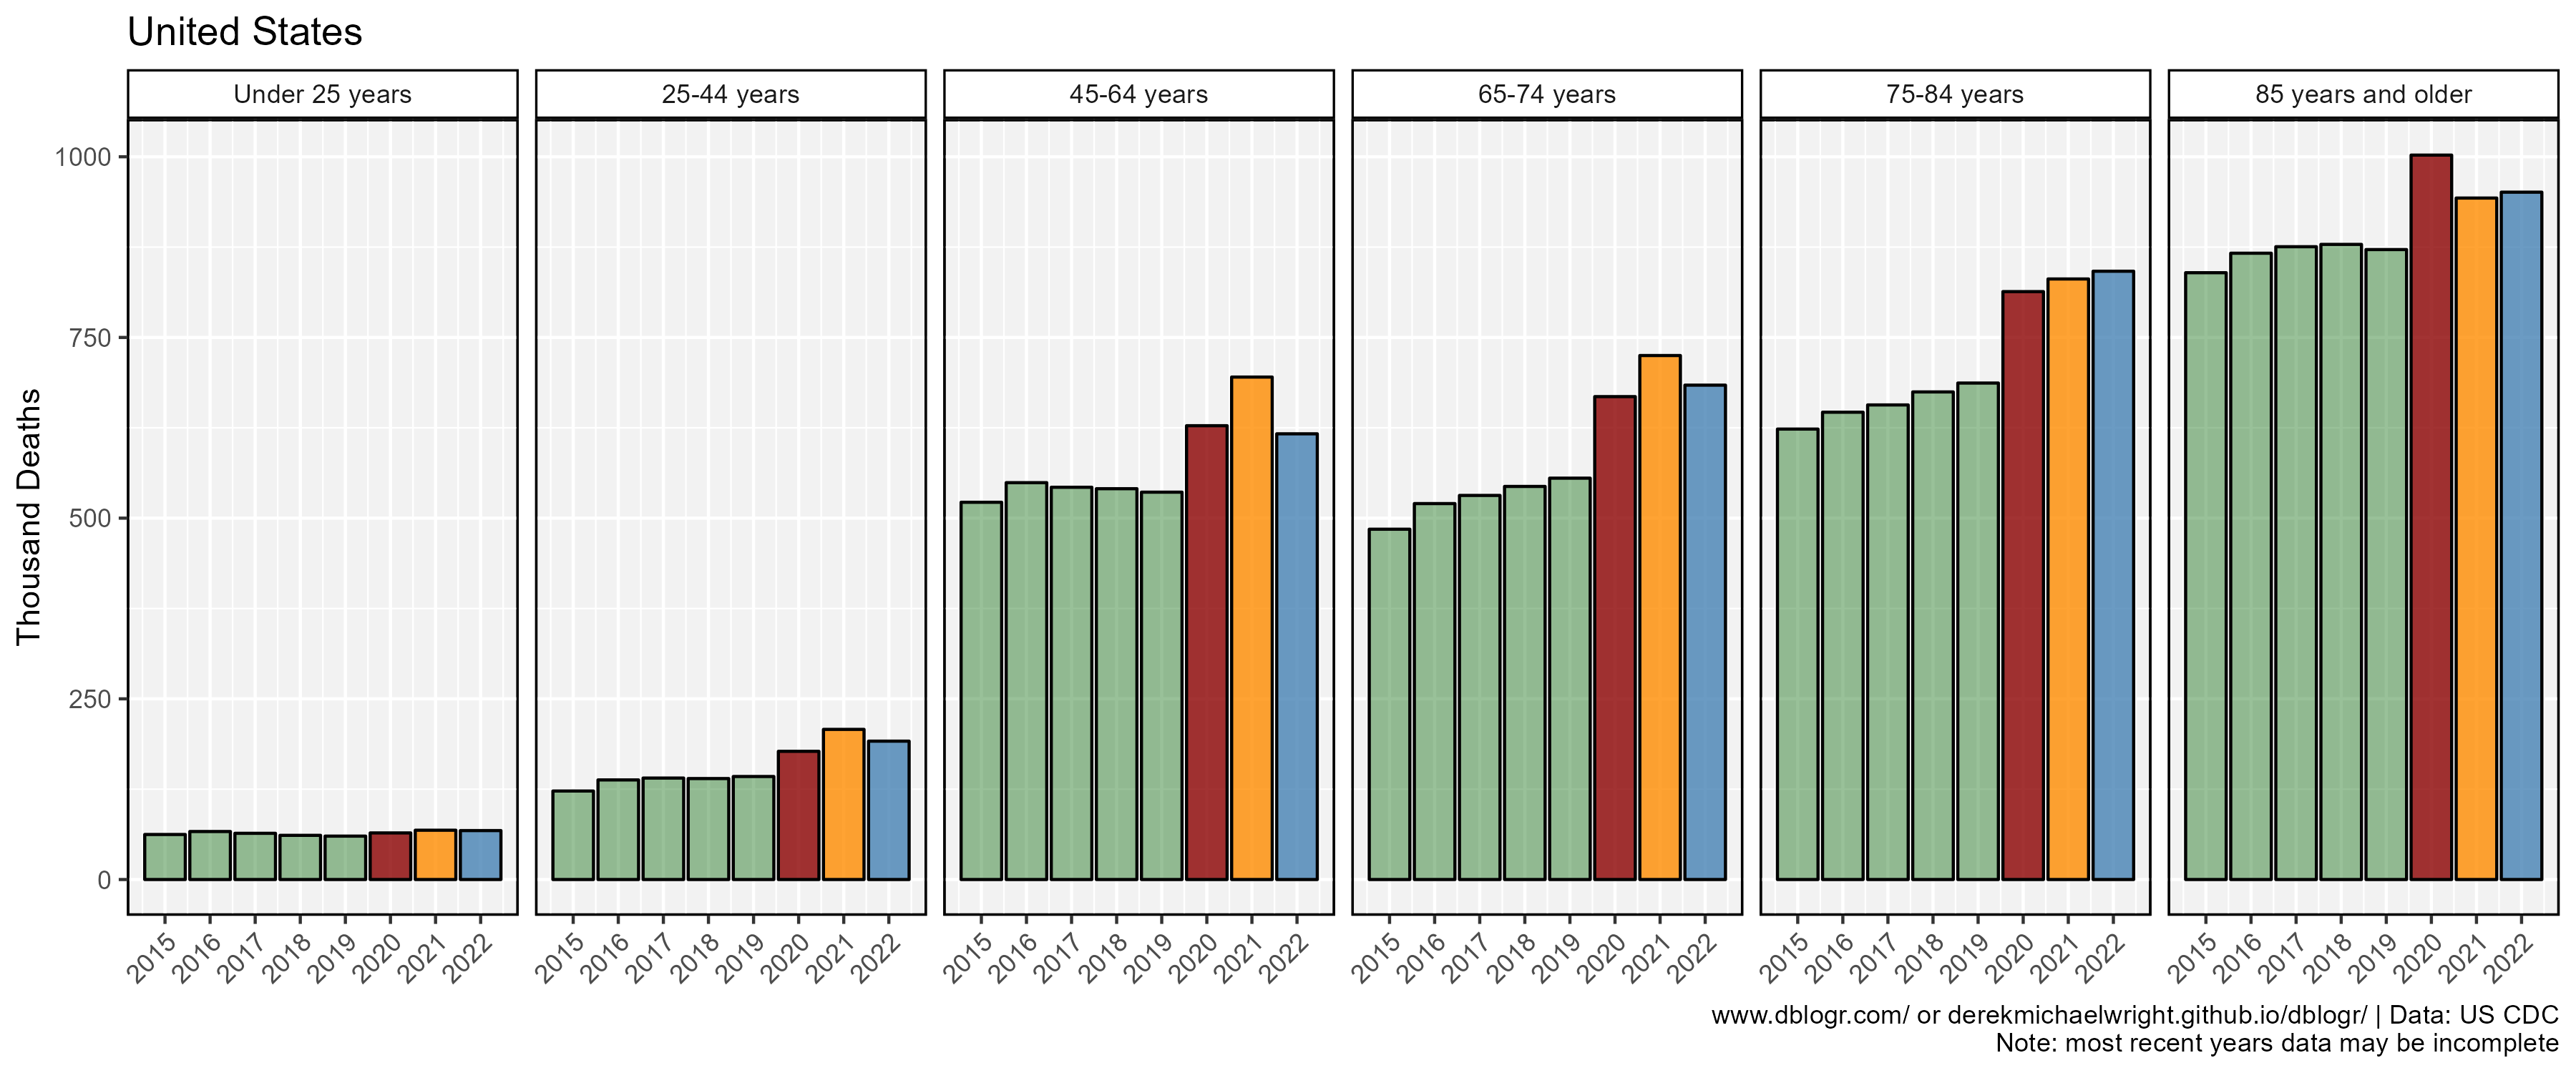 United States
Under 25 years
25-44 years
45-64 years
65-74 years
75-84 years
85 years and older
Thousand Deaths
1000
750
500
250
0
2015 2016 2017 2018 2019 2020 2021 2022
2015 2016 2017 2018 2019 2020 2021 2022
2015 2016 2017 2018 2019 2020 2021 2022
2015 2016 2017 2018 2019 2020 2021 2022
2015 2016 2017 2018 2019 2020 2021 2022
2015 2016 2017 2018 2019 2020 2021 2022
www.dblogr.com/ or derekmichaelwright.github.io/dblogr/ | Data: US CDC
Note: most recent years data may be incomplete